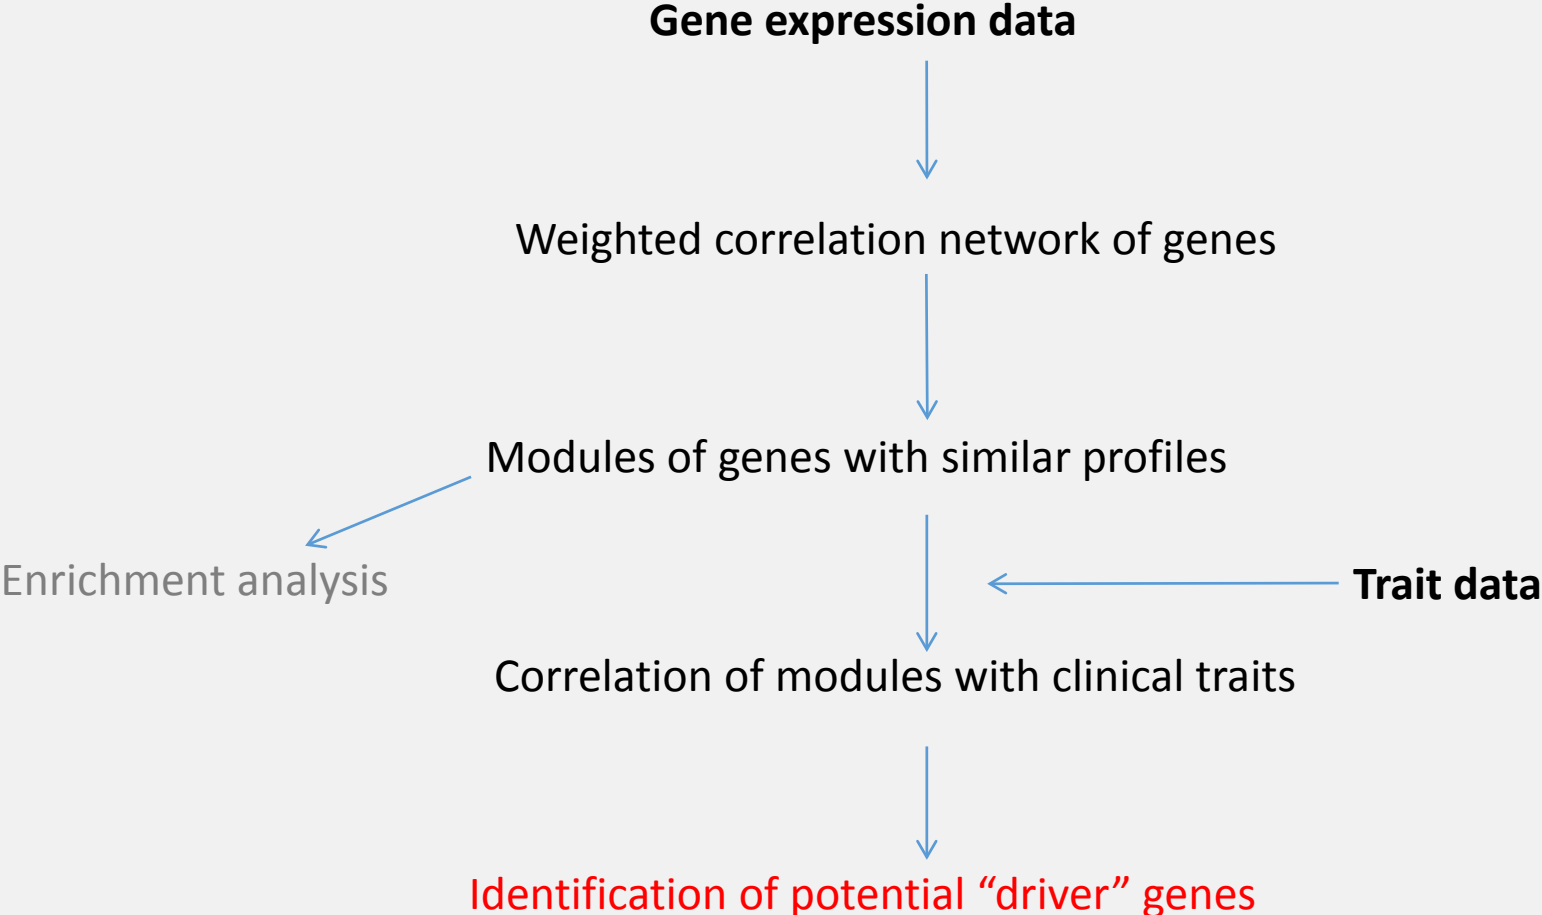 Gene expression data
Weighted correlation network of genes
Modules of genes with similar profiles
Enrichment analysis
Trait data
Correlation of modules with clinical traits
Identification of potential “driver” genes